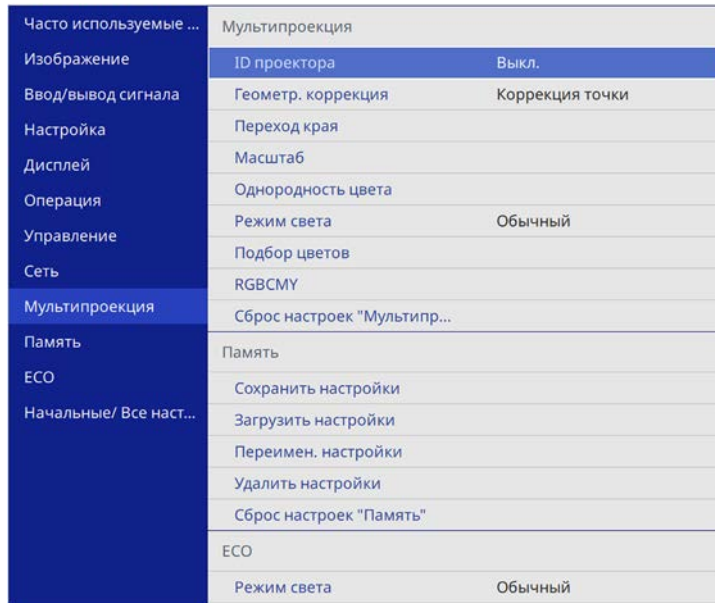 Часто используемые ...
Изображение
Ввод/вывод сигнала
Настройка
Дисплей
Операция
Управление
Сеть
Мультипроекция
Память
ECO
Начальные/ Все наст...
Мультипроекция
ID проектора Выкл.
Геометр. коррекция Коррекция точки
Переход края
Масштаб
Однородность цвета
Режим света Обычный
Подбор цветов
RGBCMY
Сброс настроек "Мультипр...
Память
Сохранить настройки
Загрузить настройки
Переимен. настройки
Удалить настройки
Сброс настроек "Память"
ECO
Режим света Обычный